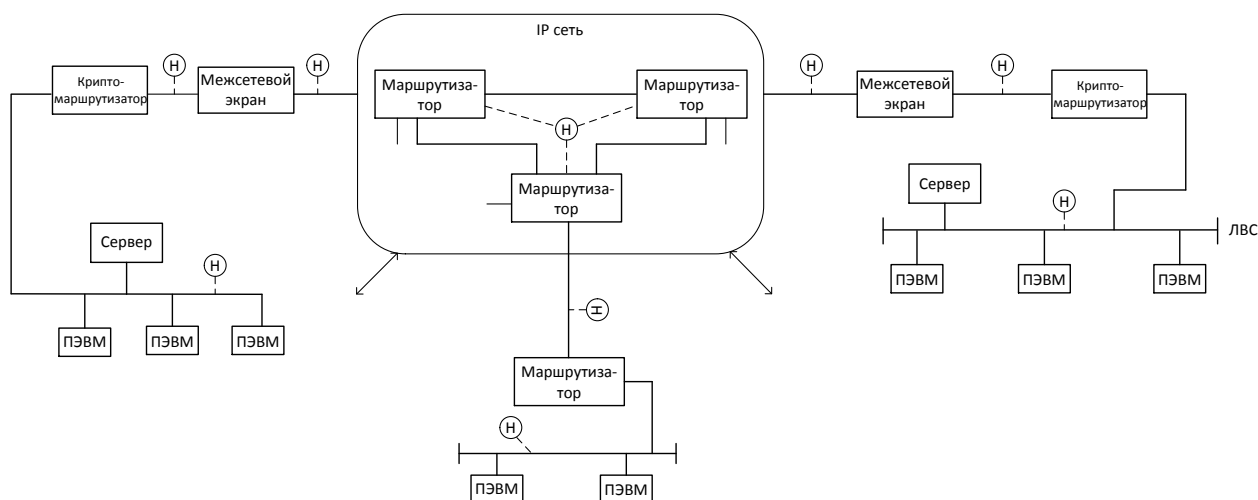 IP сеть
Н
Н
Н
Н
Крипто-
маршрутизатор
Межсетевой
экран
Маршрутиза-
тор
Маршрутиза-
тор
Межсетевой
экран
Крипто-
маршрутизатор
Н
Маршрутиза-
тор
Сервер
Н
ЛВС
Сервер
Н
ПЭВМ
ПЭВМ
ПЭВМ
Н
ПЭВМ
ПЭВМ
ПЭВМ
Маршрутиза-
тор
Н
ПЭВМ
ПЭВМ